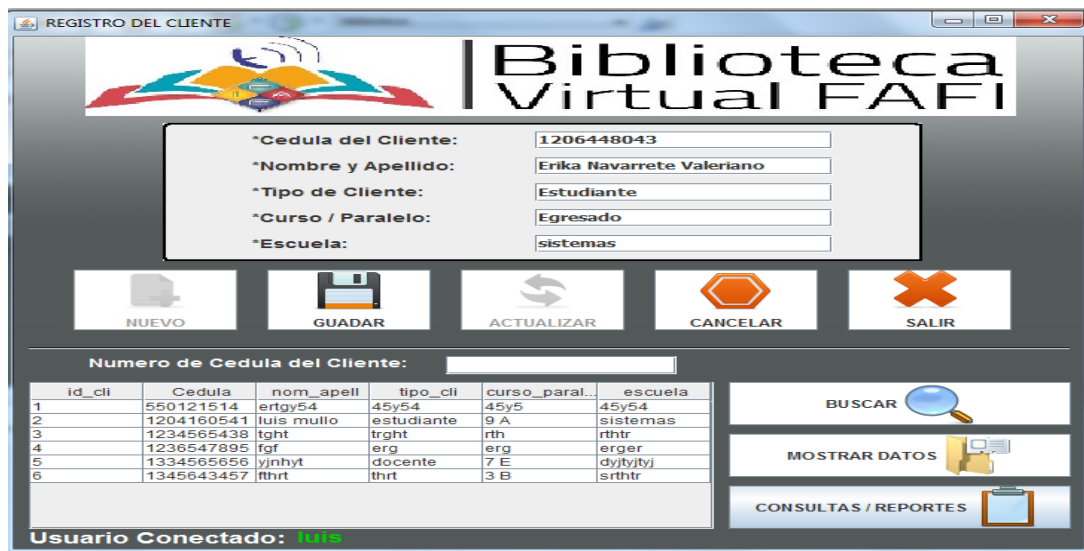 REGISTRO DEL CLIENTE
Biblioteca
Virtual FAFI
*Cedula del Cliente: 1206448043
*Nombre y Apellido: Erika Navarrete Valeriano
*Tipo de Cliente: Estudiante
*Curso / Paralelo: Egresado
*Escuela: sistemas
NUEVO GUADAR ACTUALIZAR CANCELAR SALIR
Numero de Cedula del Cliente:
id_cli Cedula nom_apell tipo_cli curso_paral... escuela
1 550121514 ertgy54 45y54 45y5 45y54
2 1204160541 luis mullo estudiante 9 A sistemas
3 1234565438 tght trght rth rthtr
4 1236547895 fgf erg erg erger
5 1334565656 yjnhyt docente 7 E dyjtyjtyj
6 1345643457 fthrt thrt 3 B srthtr
BUSCAR
MOSTRAR DATOS
CONSULTAS / REPORTES
Usuario Conectado: luis